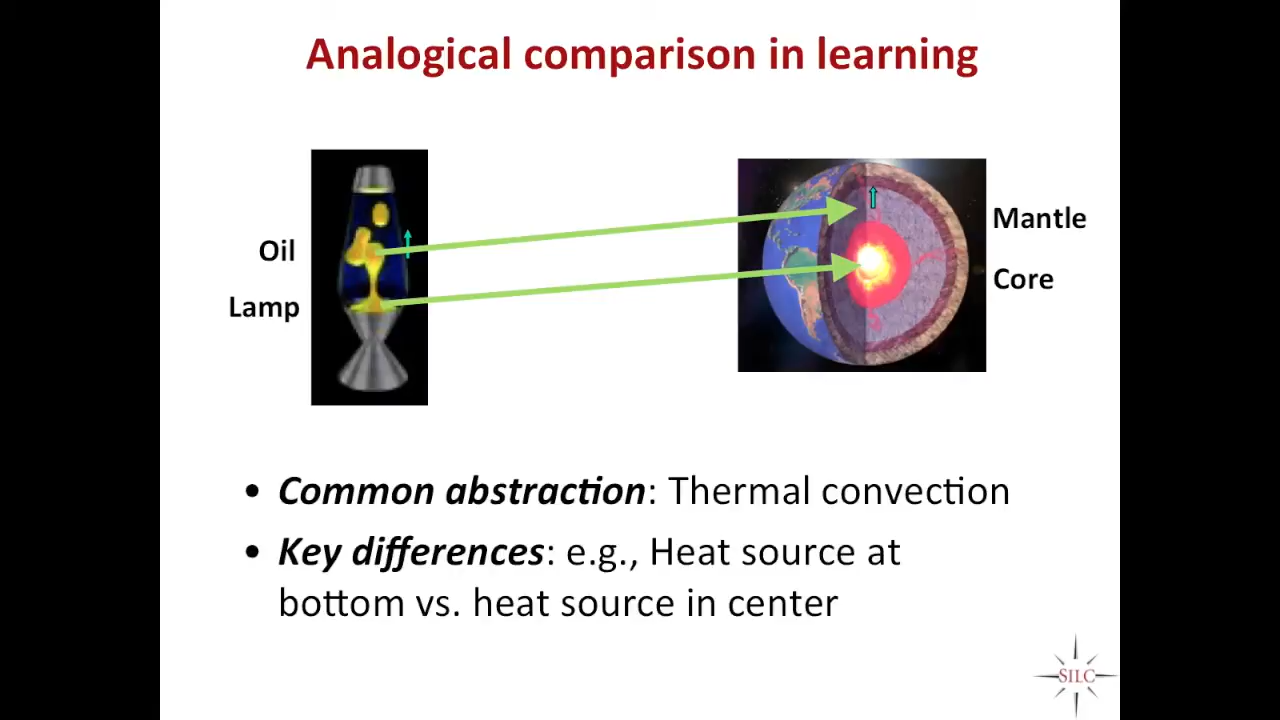 Analogical comparison in learning
Oil
Lamp
Mantle
Core
• Common abstraction: Thermal convection
• Key differences: e.g., Heat source at
bottom vs. heat source in center
SILC